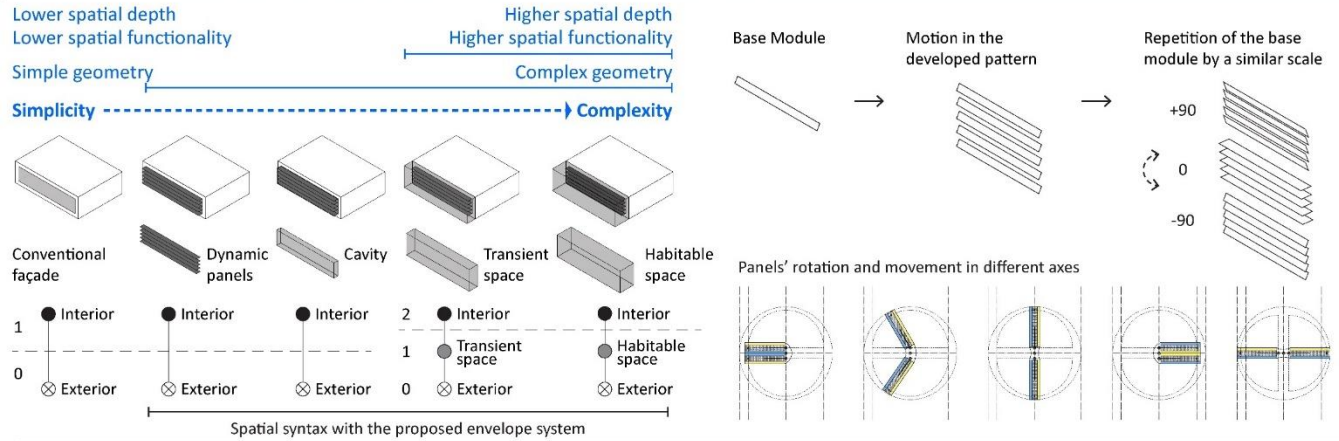 Lower spatial depth
Lower spatial functionality
Higher spatial depth
Higher spatial functionality
Simple geometry
Complex geometry
Simplicity
Complexity
Conventional
façade
Dynamic
panels
Cavity
Transient
space
Habitable
space
Interior
Interior
Interior
2
Interior
Interior
1
1
Transient
space
Habitable
space
0
Exterior
Exterior
Exterior
0
Exterior
Exterior
Spatial syntax with the proposed envelope system
Base Module
Motion in the
developed pattern
Repetition of the base
module by a similar scale
+90
0
-90
Panels' rotation and movement in different axes